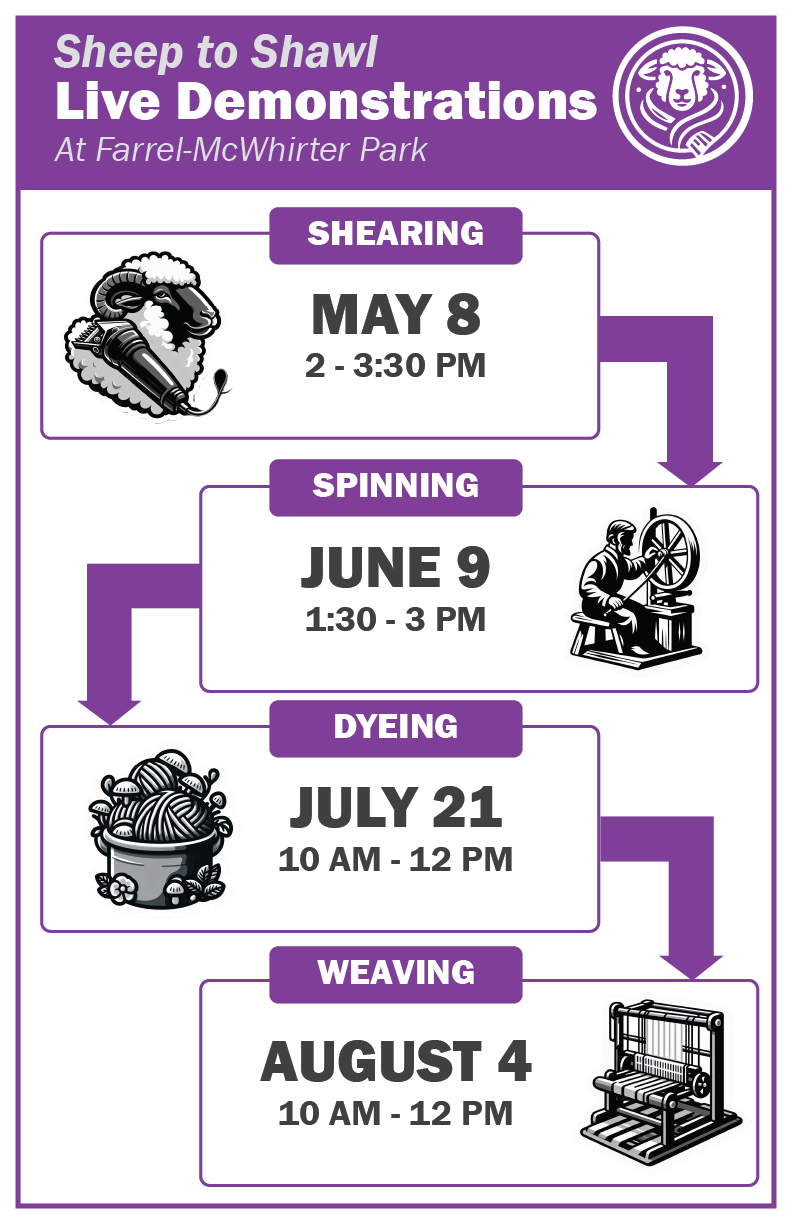 Sheep to Shawl
Live Demonstrations
At Farrel-McWhirter Park
SHEARING
MAY 8
2 - 3:30 PM
SPINNING
JUNE 9
1:30 - 3 PM
DYEING
JULY 21
10 AM - 12 PM
WEAVING
AUGUST 4
10 AM - 12 PM